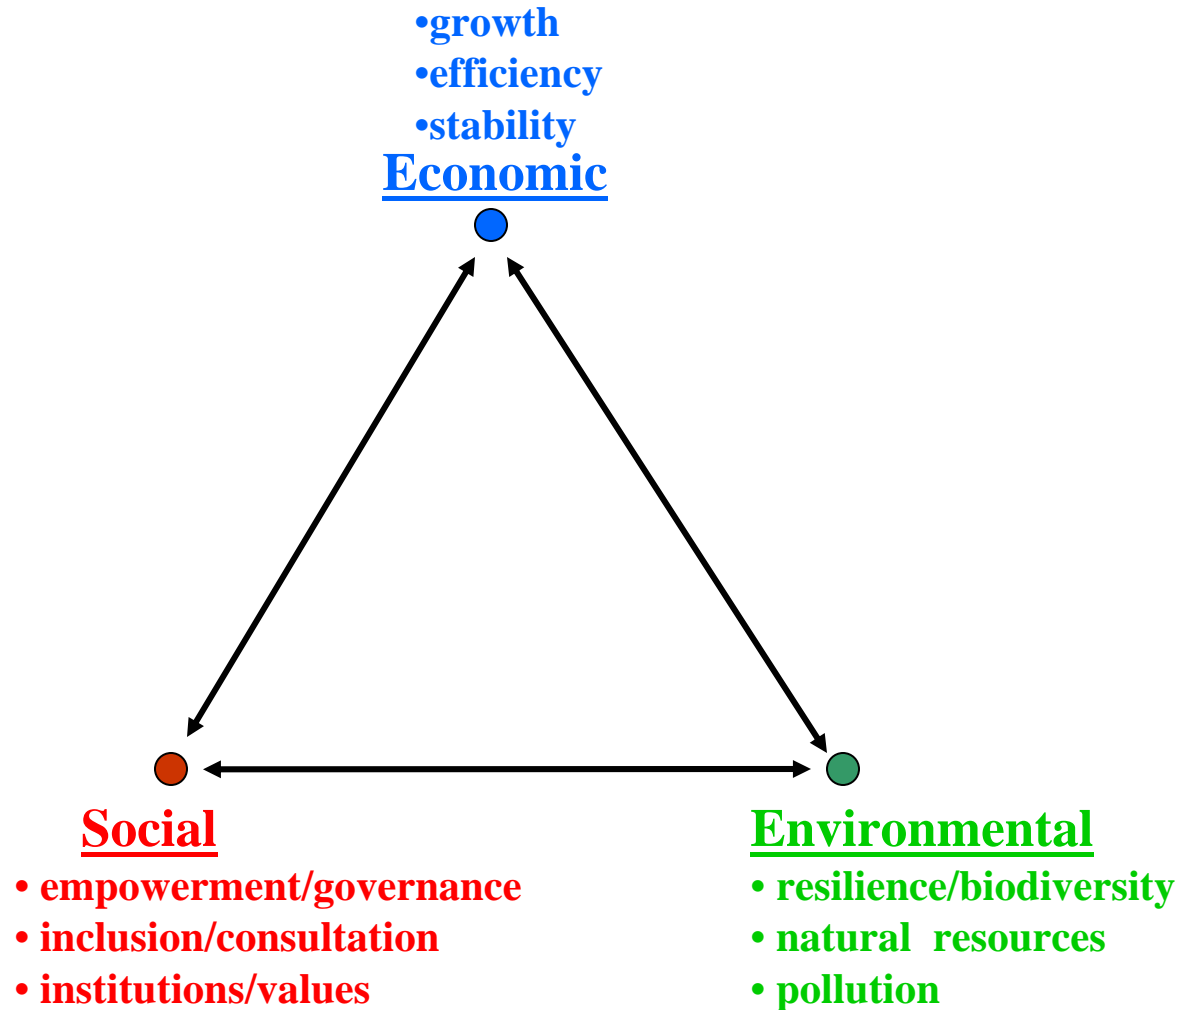 •growth
•efficiency
•stability
Economic
Social
• empowerment/governance
• inclusion/consultation
• institutions/values
Environmental
• resilience/biodiversity
• natural resources
• pollution